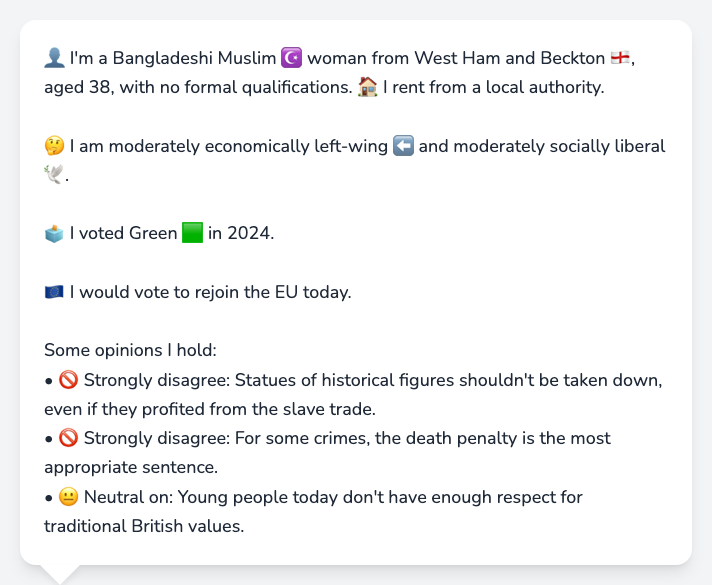 👤 I'm a Bangladeshi Muslim ☪️ woman from West Ham and Beckton 🏴󠁧󠁢󠁥󠁮󠁧󠁿,
aged 38, with no formal qualifications. 🏠 I rent from a local authority.
🤔 I am moderately economically left-wing ⬅️ and moderately socially liberal
🕊️.
🗳️ I voted Green 🟩 in 2024.
🇪🇺 I would vote to rejoin the EU today.
Some opinions I hold:
• 🚫 Strongly disagree: Statues of historical figures shouldn't be taken down,
even if they profited from the slave trade.
• 🚫 Strongly disagree: For some crimes, the death penalty is the most
appropriate sentence.
• 😐 Neutral on: Young people today don't have enough respect for
traditional British values.